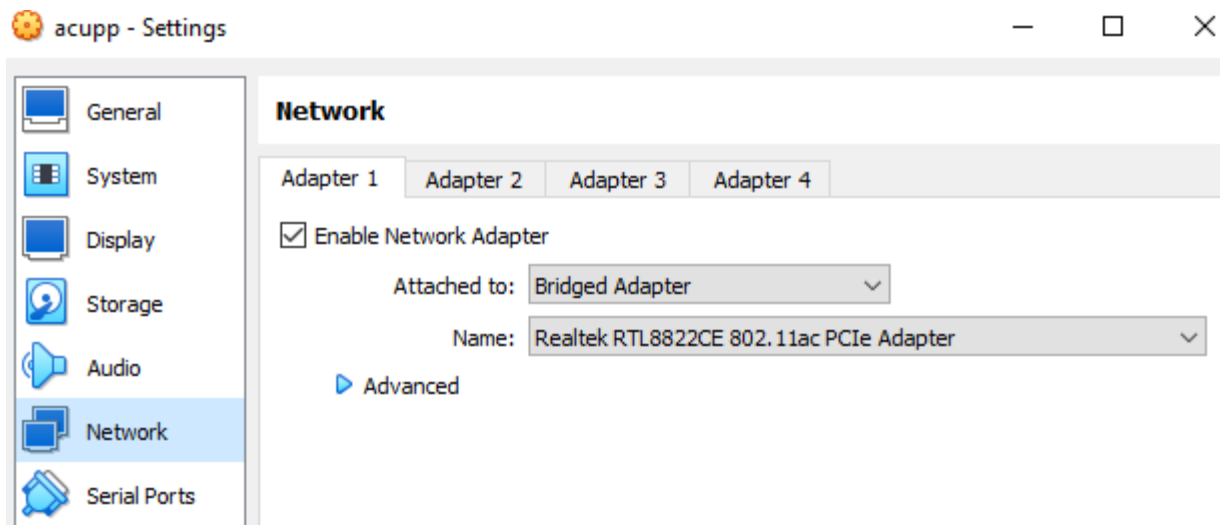 acupp - Settings
General
System
Display
Storage
Audio
Network
Serial Ports
Network
Adapter 1 Adapter 2 Adapter 3 Adapter 4
Enable Network Adapter
Attached to: Bridged Adapter
Name: Realtek RTL8822CE 802.11ac PCIe Adapter
Advanced